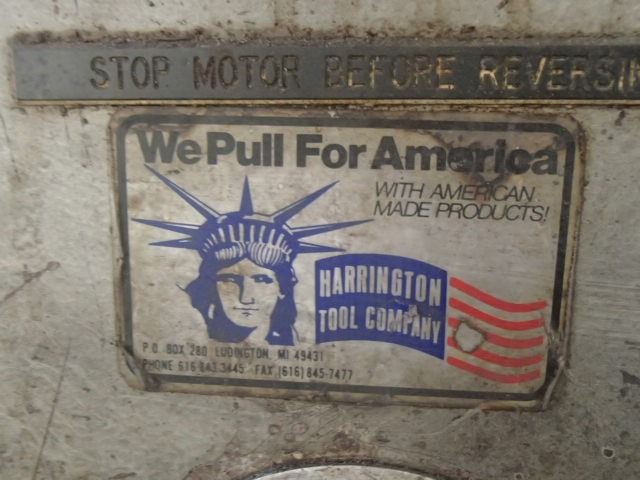 STOP MOTOR BEFORE REVERSIN
We Pull For America
WITH AMERICAN
MADE PRODUCTS!
HARRINGTON
TOOL COMPANY
P.O. BOX 280 LUDINGTON, MI 49431
PHONE 616 843-3445 FAX (616) 845-7477